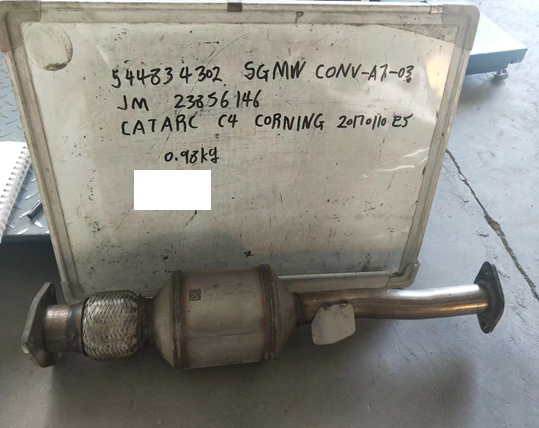 544834302 SGMW CONV-A7-03
JM 23856146
CATARC C4 CORNING 20170110 E5
0.98kg